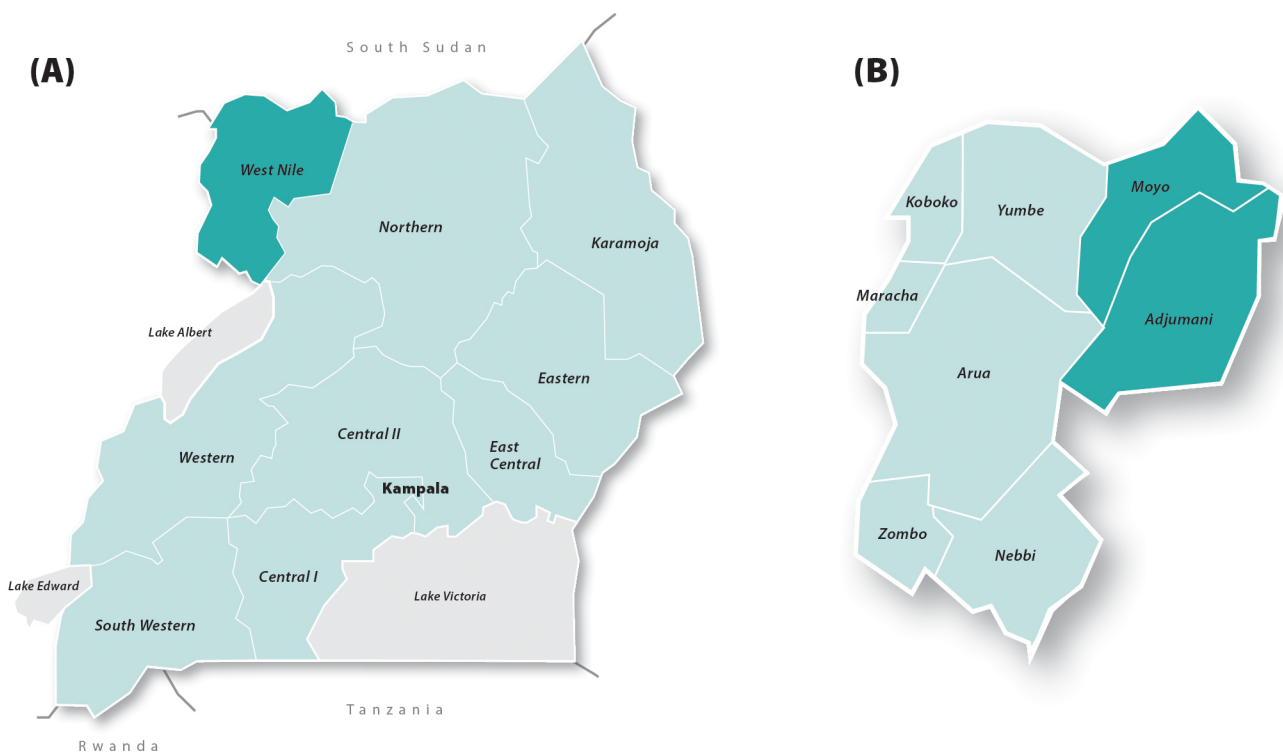 South Sudan
(A)
West Nile
Northern
Karamoja
Lake Albert
Eastern
Central II
Western
East
Central
Kampala
Lake Edward
Central I
Lake Victoria
South Western
Tanzania
Rwanda
(B)
Moyo
Koboko
Yumbe
Maracha
Adjumani
Arua
Zombo
Nebbi